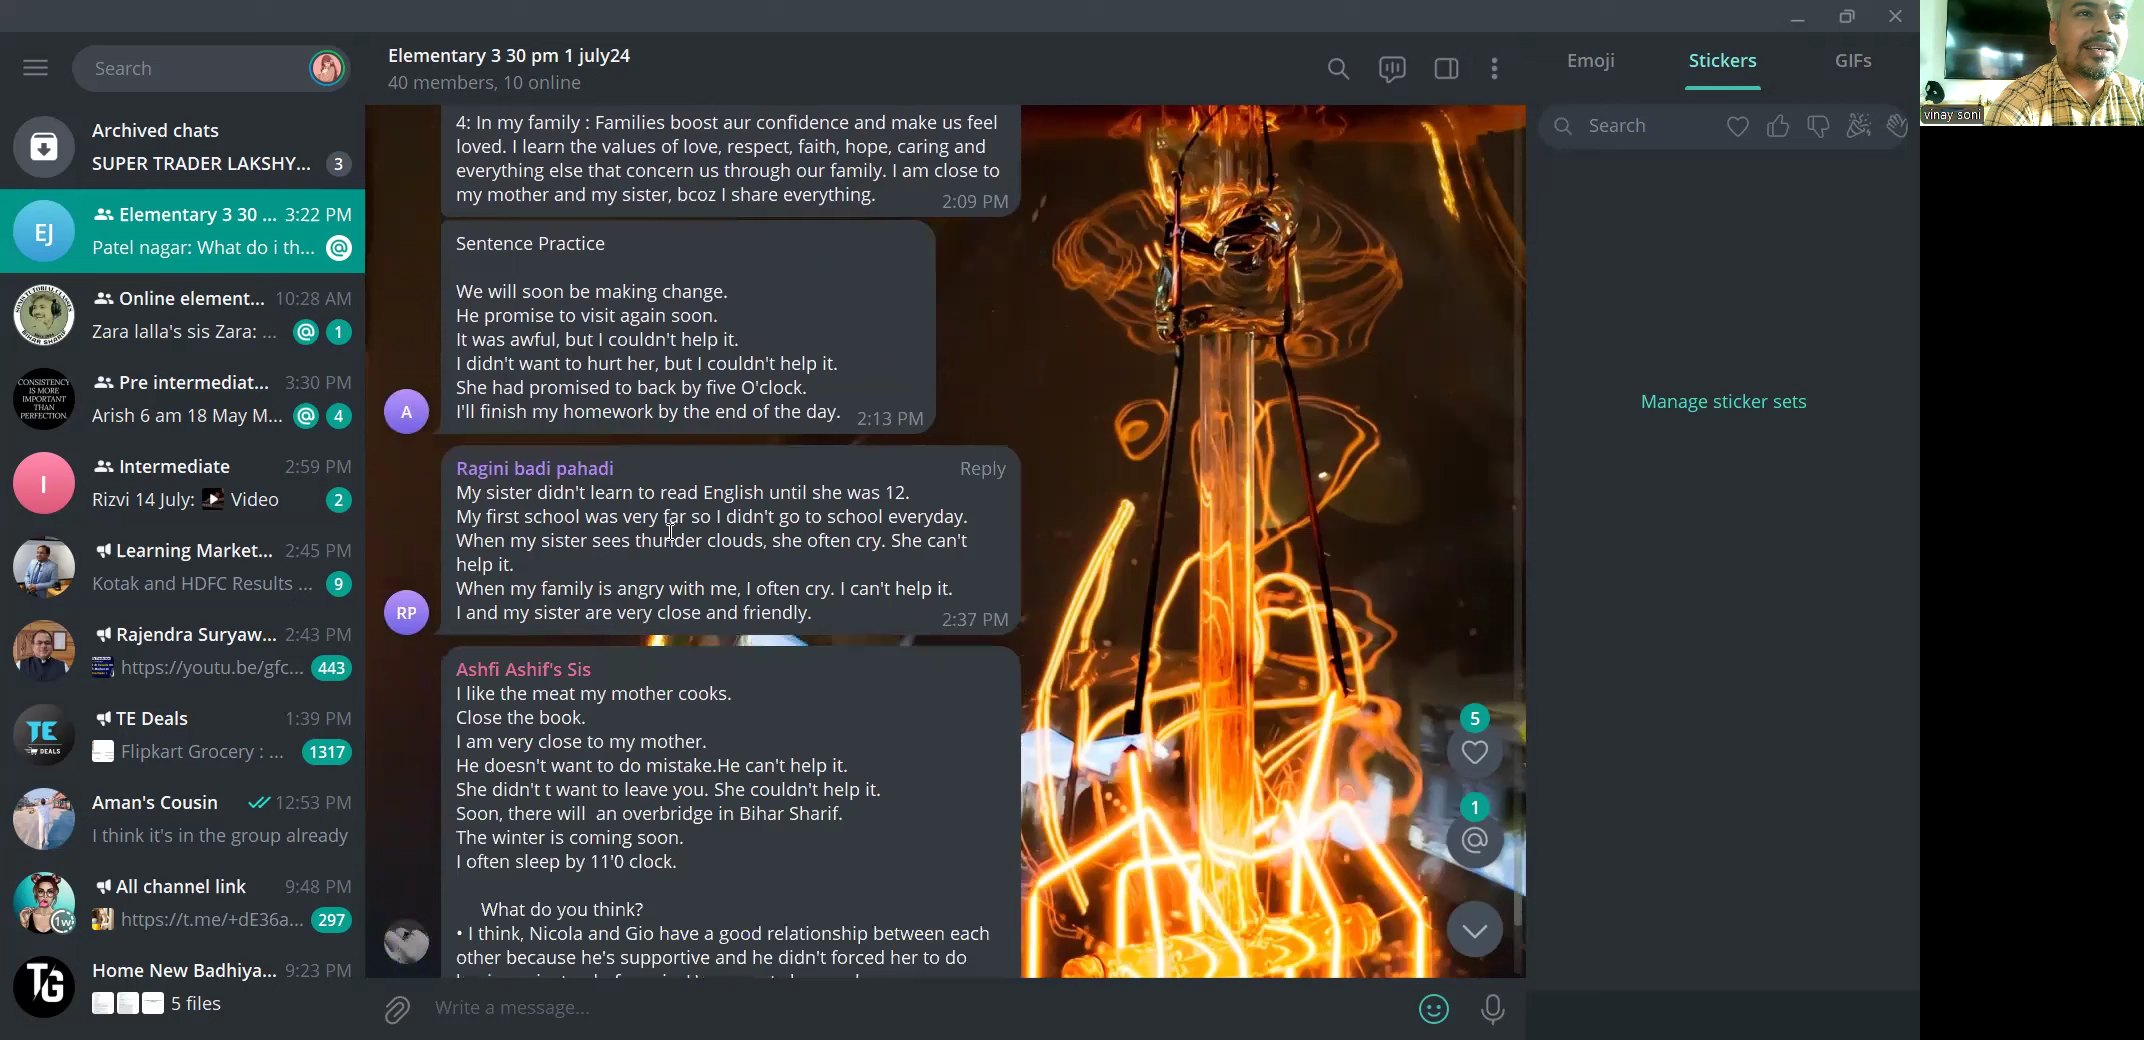 Search
Archived chats
SUPER TRADER LAKSHY... 3
EJ
Elementary 3 30 ... 3:22 PM
Patel nagar: What do i th... @
Online element... 10:28 AM
Zara lalla's sis Zara: ... @ 1
CONSISTENCY
IS MORE
IMPORTANT
THAN
PERFECTION.
Pre intermediat... 3:30 PM
Arish 6 am 18 May M... @ 4
I
Intermediate 2:59 PM
Rizvi 14 July: Video 2
Learning Market... 2:45 PM
Kotak and HDFC Results ... 9
Rajendra Suryaw... 2:43 PM
https://youtu.be/gfc... 443
TE
DEALS
TE Deals 1:39 PM
Flipkart Grocery : ... 1317
Aman's Cousin 12:53 PM
I think it's in the group already
1w
All channel link 9:48 PM
https://t.me/+dE36a... 297
TG
Home New Badhiya... 9:23 PM
5 files
Elementary 3 30 pm 1 july24
40 members, 10 online
4: In my family : Families boost aur confidence and make us feel
loved. I learn the values of love, respect, faith, hope, caring and
everything else that concern us through our family. I am close to
my mother and my sister, bcoz I share everything. 2:09 PM
Sentence Practice
We will soon be making change.
He promise to visit again soon.
It was awful, but I couldn't help it.
I didn't want to hurt her, but I couldn't help it.
She had promised to back by five O'clock.
I'll finish my homework by the end of the day. 2:13 PM
A
Ragini badi pahadi Reply
My sister didn't learn to read English until she was 12.
My first school was very far so I didn't go to school everyday.
When my sister sees thunder clouds, she often cry. She can't
help it.
When my family is angry with me, I often cry. I can't help it.
I and my sister are very close and friendly. 2:37 PM
RP
Ashfi Ashif's Sis
I like the meat my mother cooks.
Close the book.
I am very close to my mother.
He doesn't want to do mistake.He can't help it.
She didn't t want to leave you. She couldn't help it.
Soon, there will  an overbridge in Bihar Sharif.
The winter is coming soon.
I often sleep by 11'0 clock.
What do you think?
• I think, Nicola and Gio have a good relationship between each
other because he's supportive and he didn't forced her to do
5
1
@
Write a message...
Emoji Stickers GIFs
Search
Manage sticker sets
vinay soni